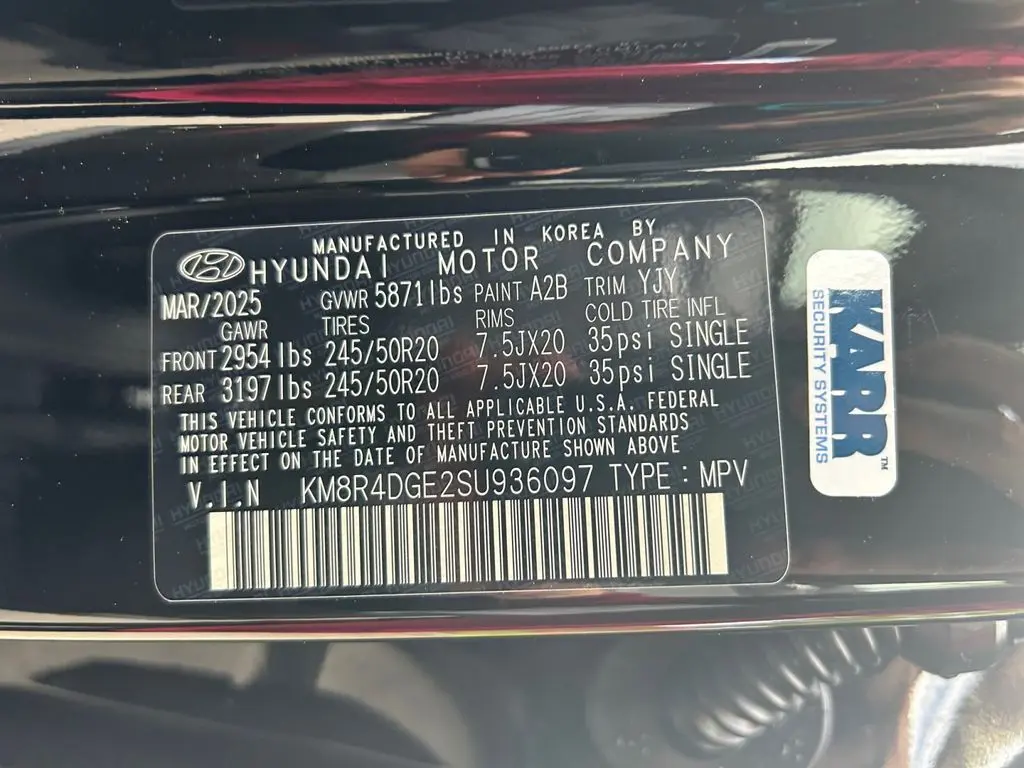 MANUFACTURED IN KOREA BY
HYUNDAI MOTOR COMPANY
MAR/2025 GVWR 5871lbs PAINT A2B TRIM YJY
GAWR TIRES RIMS COLD TIRE INFL
FRONT 2954lbs 245/50R20 7.5JX20 35psi SINGLE
REAR 3197lbs 245/50R20 7.5JX20 35psi SINGLE
THIS VEHICLE CONFORMS TO ALL APPLICABLE U.S.A. FEDERAL
MOTOR VEHICLE SAFETY AND THEFT PREVENTION STANDARDS
IN EFFECT ON THE DATE OF MANUFACTURE SHOWN ABOVE
V.I.N KM8R4DGE2SU936097 TYPE : MPV
KARR™
SECURITY SYSTEMS